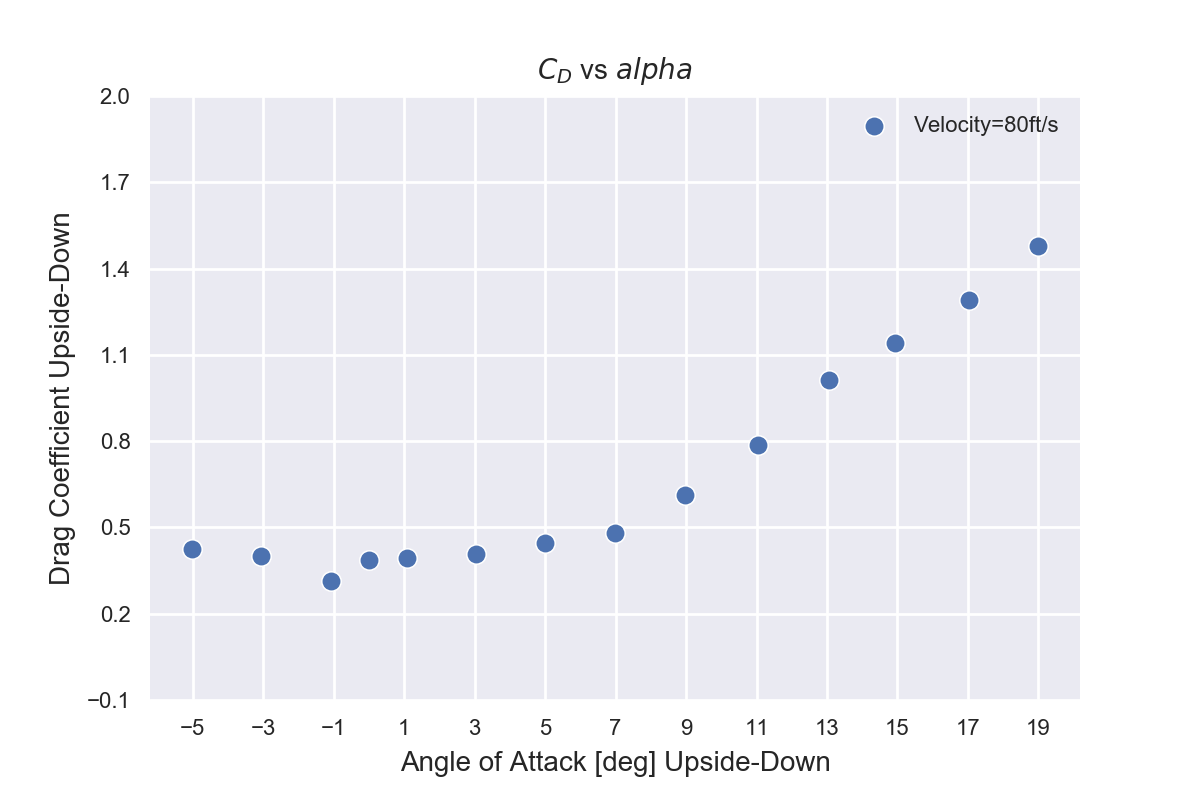 C_D vs alpha
2.0
Velocity=80ft/s
1.7
1.4
1.1
0.8
0.5
0.2
−0.1
Drag Coefficient Upside-Down
−5 −3 −1 1 3 5 7 9 11 13 15 17 19
Angle of Attack [deg] Upside-Down